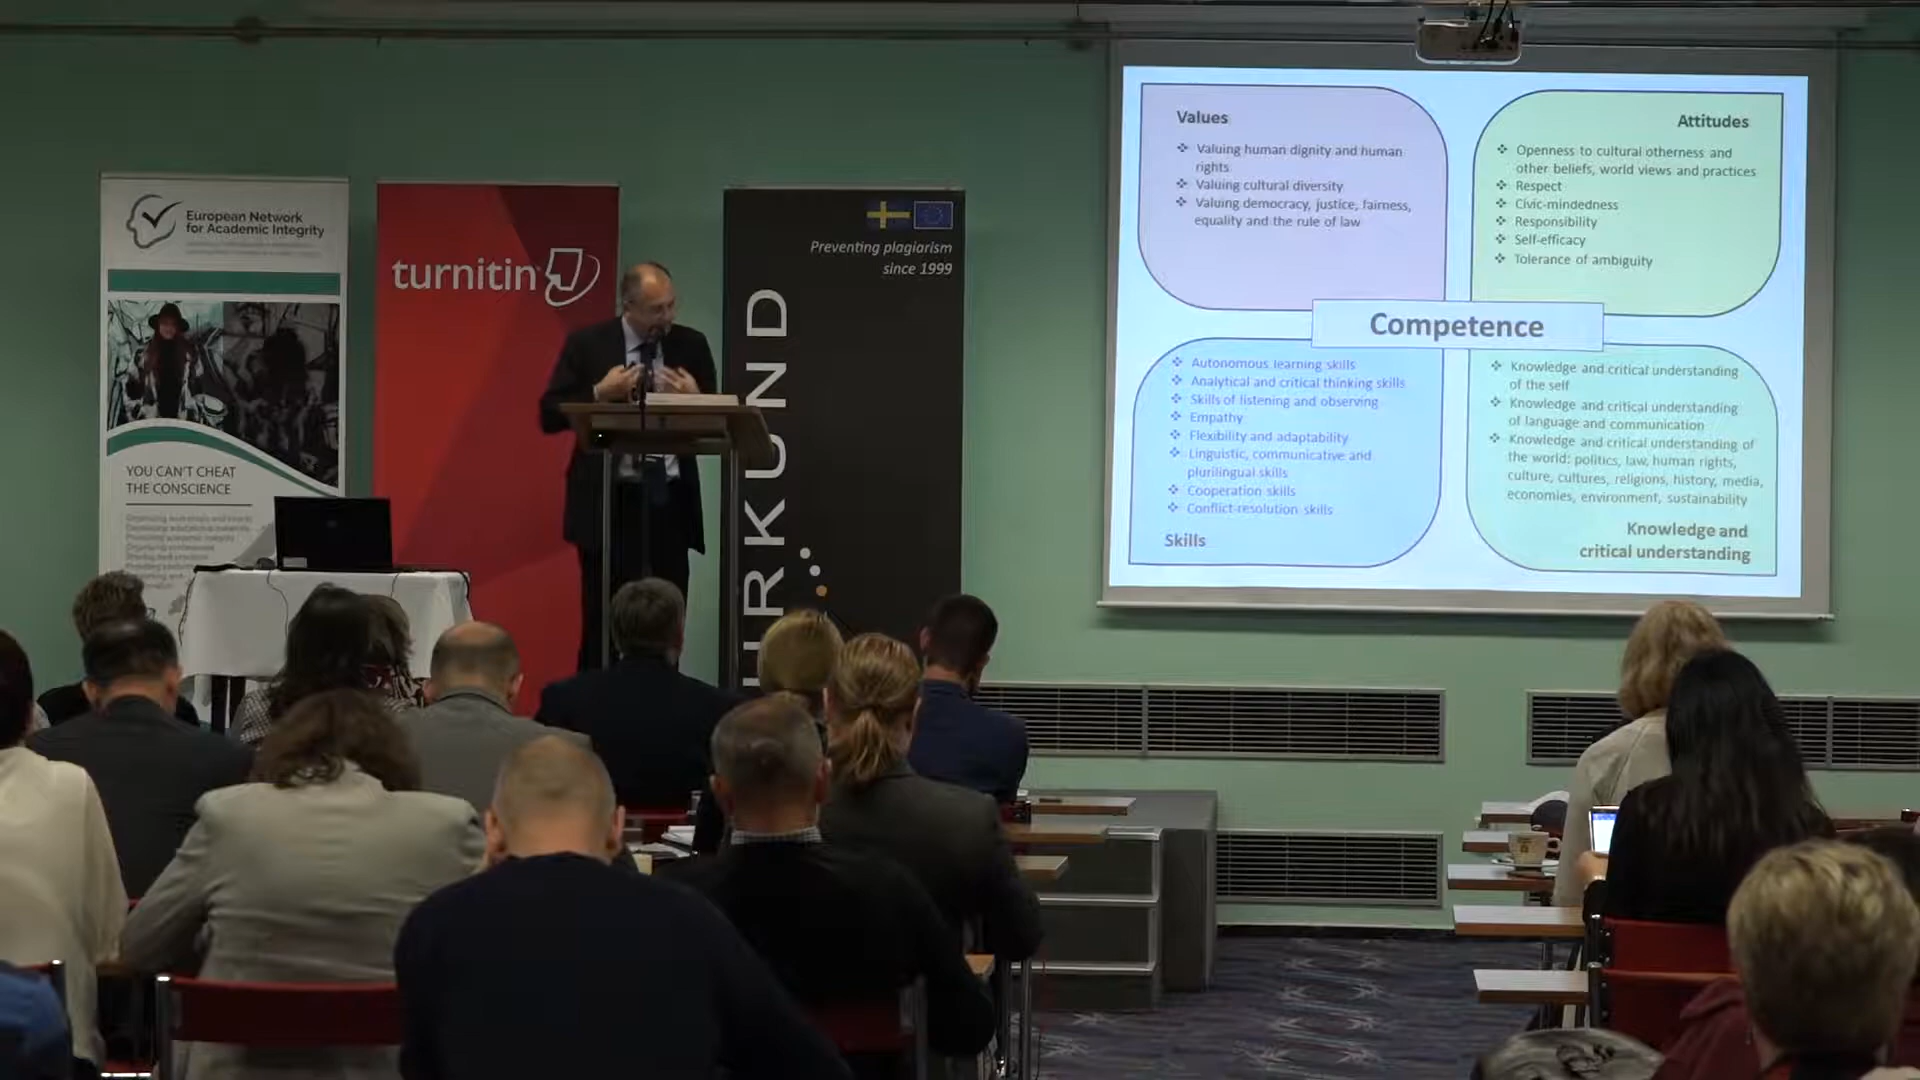 European Network
for Academic Integrity
YOU CAN'T CHEAT
THE CONSCIENCE
turnitin
Preventing plagiarism
since 1999
URKUND
Values
Valuing human dignity and human
rights
Valuing cultural diversity
Valuing democracy, justice, fairness,
equality and the rule of law
Attitudes
Openness to cultural otherness and
other beliefs, world views and practices
Respect
Civic-mindedness
Responsibility
Self-efficacy
Tolerance of ambiguity
Competence
Autonomous learning skills
Analytical and critical thinking skills
Skills of listening and observing
Empathy
Flexibility and adaptability
Linguistic, communicative and
plurilingual skills
Cooperation skills
Conflict-resolution skills
Skills
Knowledge and critical understanding
of the self
Knowledge and critical understanding
of language and communication
Knowledge and critical understanding of
the world: politics, law, human rights,
culture, cultures, religions, history, media,
economies, environment, sustainability
Knowledge and
critical understanding